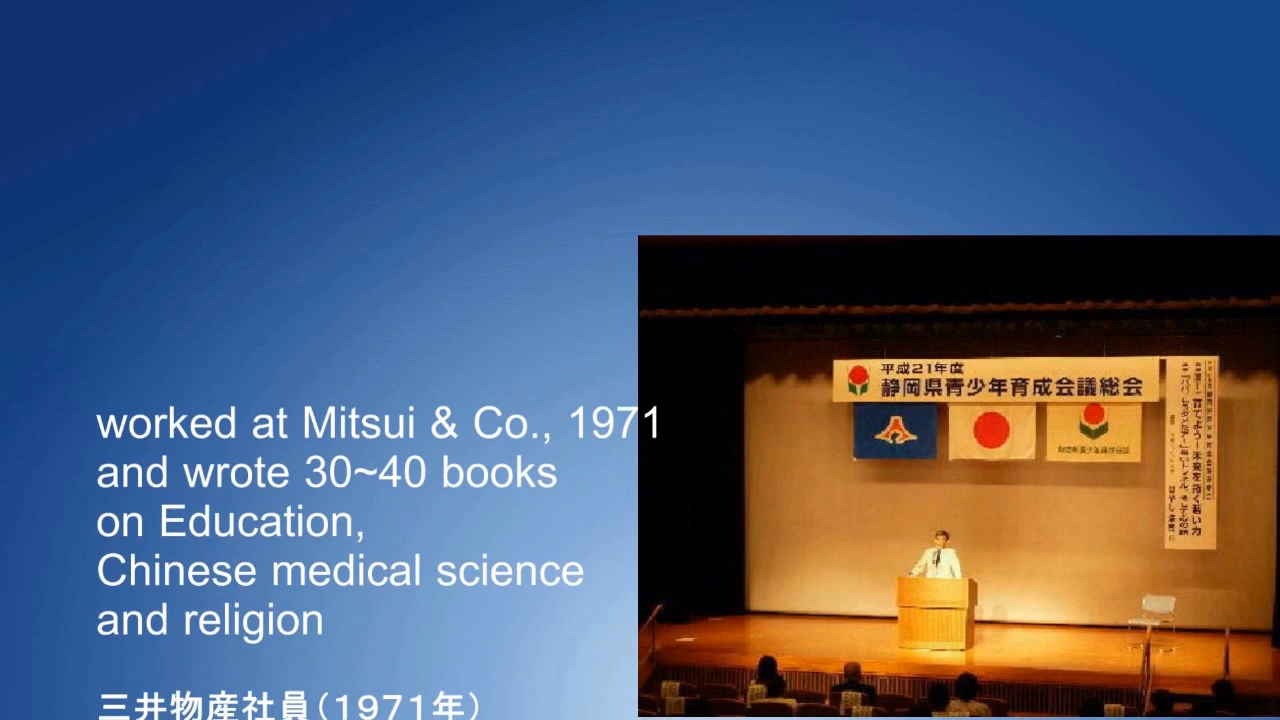 worked at Mitsui & Co., 1971
and wrote 30~40 books
on Education,
Chinese medical science
and religion
三井物産社員(1971年)
平成21年度
静岡県青少年育成会議総会